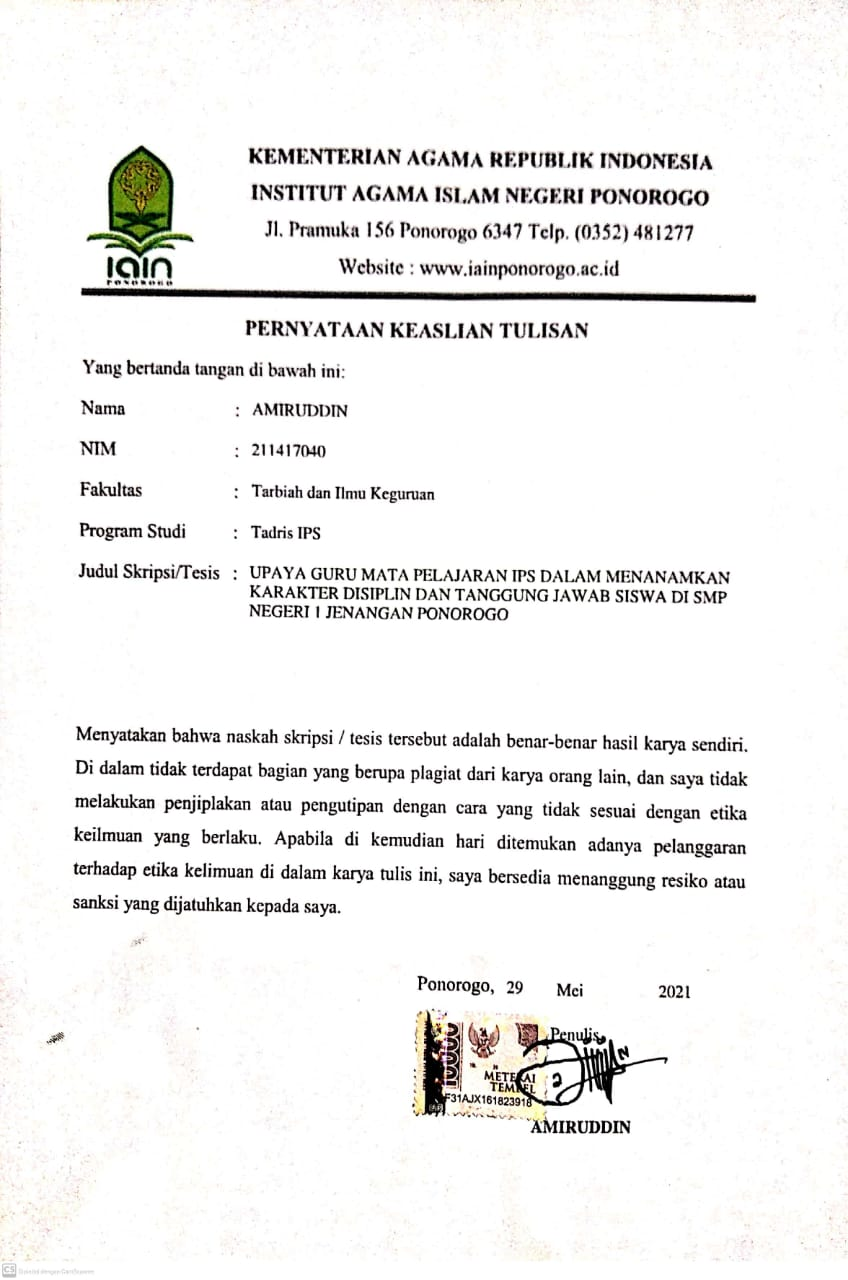 KEMENTERIAN AGAMA REPUBLIK INDONESIA
INSTITUT AGAMA ISLAM NEGERI PONOROGO
Jl. Pramuka 156 Ponorogo 6347 Telp. (0352) 481277
Website : www.iainponorogo.ac.id
iain
PONOROGO
PERNYATAAN KEASLIAN TULISAN
Yang bertanda tangan di bawah ini:
Nama : AMIRUDDIN
NIM : 211417040
Fakultas : Tarbiah dan Ilmu Keguruan
Program Studi : Tadris IPS
Judul Skripsi/Tesis : UPAYA GURU MATA PELAJARAN IPS DALAM MENANAMKAN
KARAKTER DISIPLIN DAN TANGGUNG JAWAB SISWA DI SMP
NEGERI 1 JENANGAN PONOROGO
Menyatakan bahwa naskah skripsi / tesis tersebut adalah benar-benar hasil karya sendiri.
Di dalam tidak terdapat bagian yang berupa plagiat dari karya orang lain, dan saya tidak
melakukan penjiplakan atau pengutipan dengan cara yang tidak sesuai dengan etika
keilmuan yang berlaku. Apabila di kemudian hari ditemukan adanya pelanggaran
terhadap etika kelimuan di dalam karya tulis ini, saya bersedia menanggung resiko atau
sanksi yang dijatuhkan kepada saya.
Ponorogo, 29 Mei 2021
Penulis
10000
METERAI
TEMPEL
F31AJX161823918
AMIRUDDIN
CS Scanned dengan CamScanner